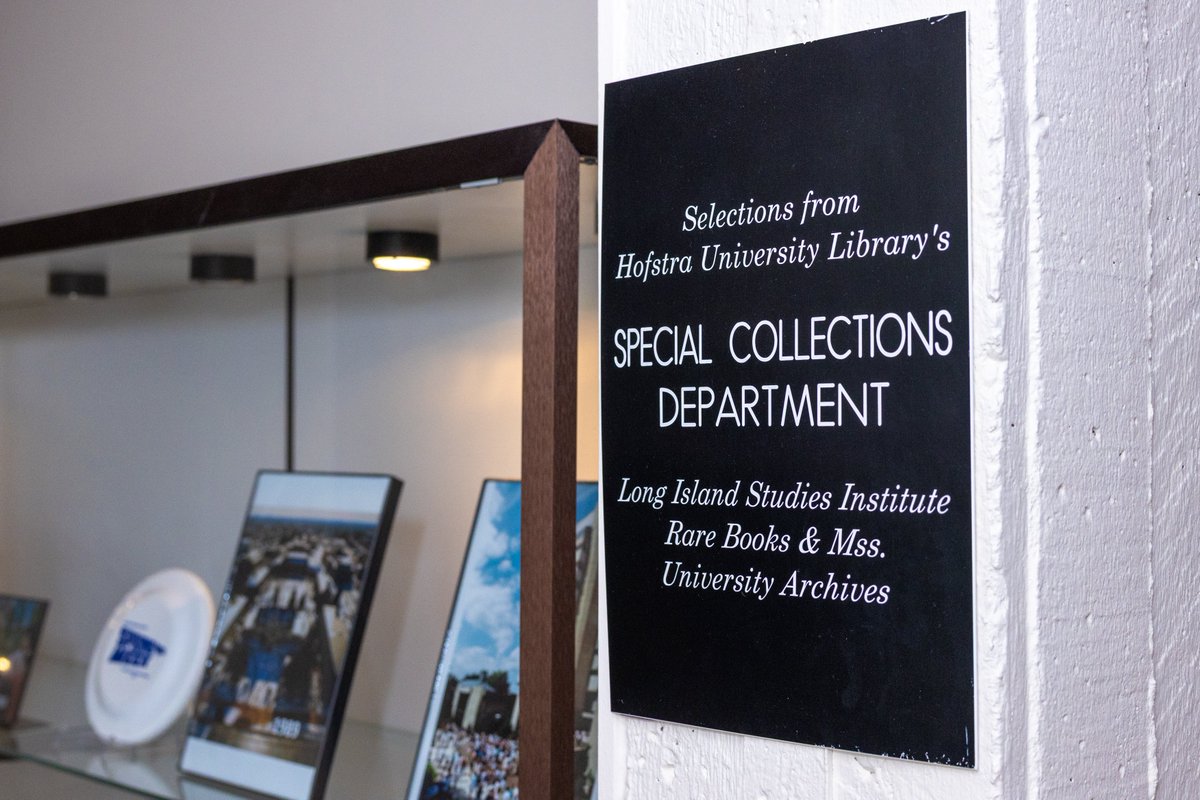 Selections from
Hofstra University Library's
SPECIAL COLLECTIONS
DEPARTMENT
Long Island Studies Institute
Rare Books & Mss.
University Archives